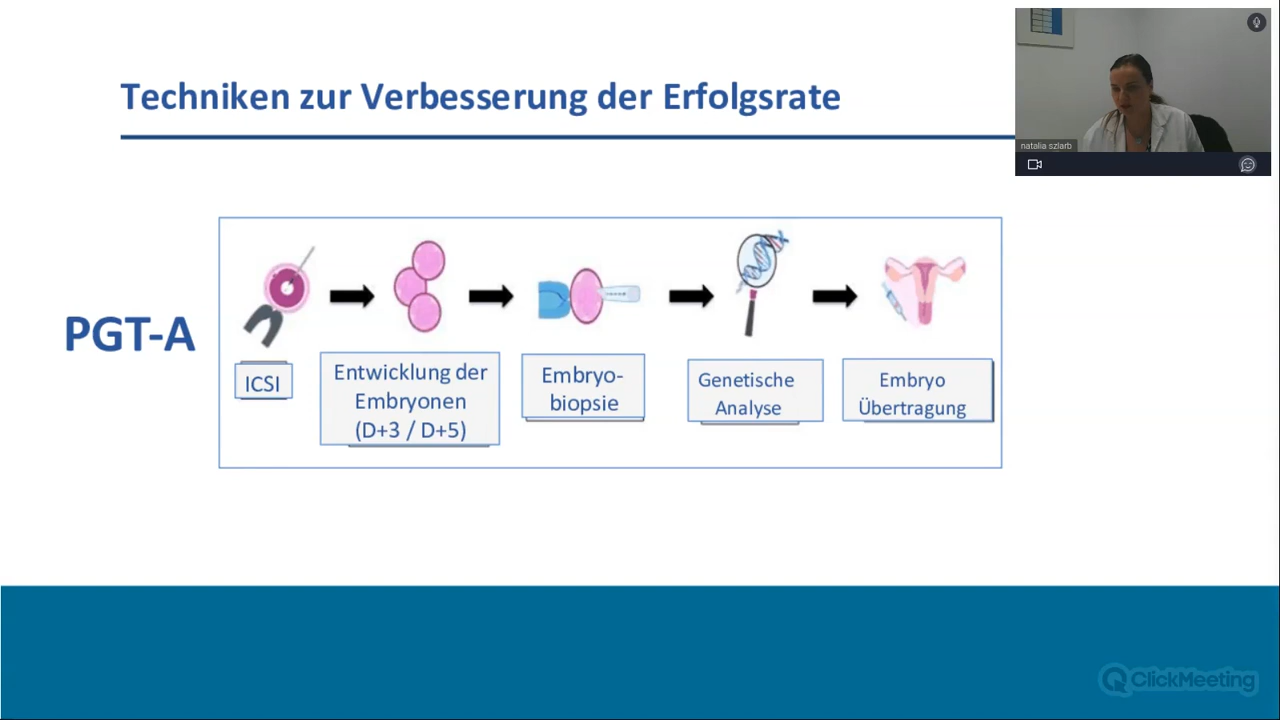 Techniken zur Verbesserung der Erfolgsrate
natalia szlarb
PGT-A
ICSI
Entwicklung der
Embryonen
(D+3 / D+5)
Embryo-
biopsie
Genetische
Analyse
Embryo
Übertragung
ClickMeeting